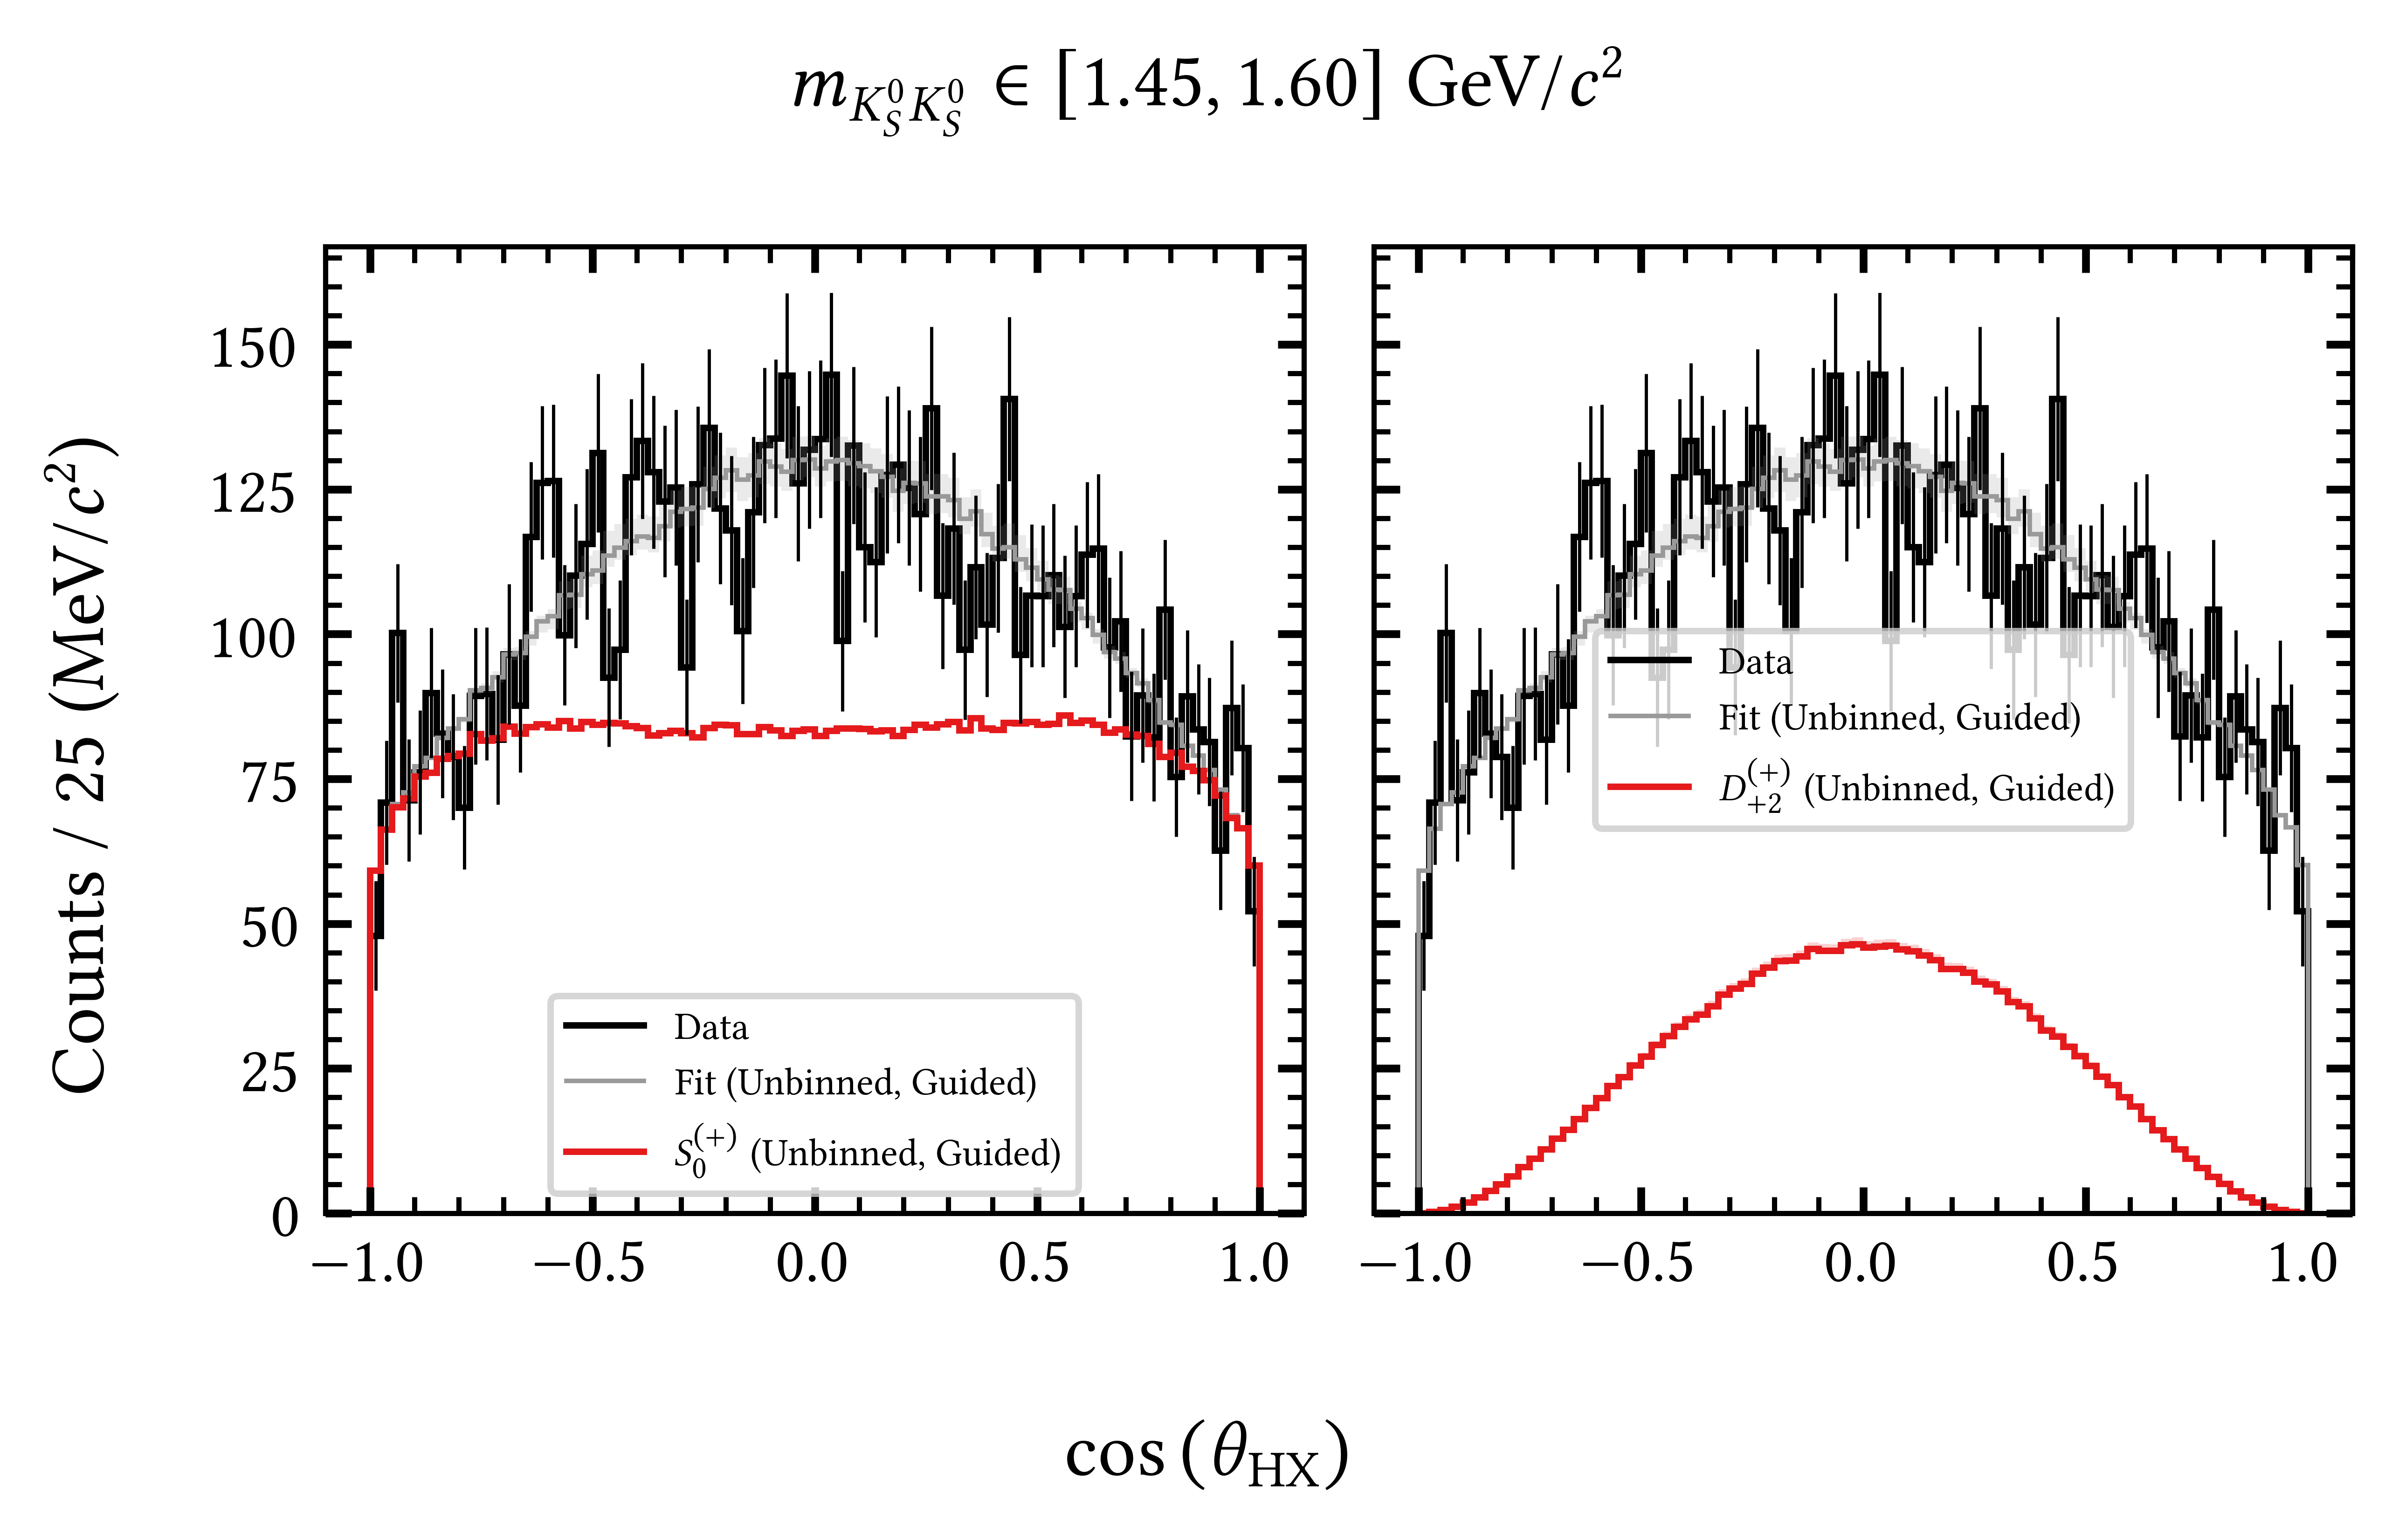 m_{K_S^0 K_S^0} ∈ [1.45, 1.60] GeV/c²
Counts / 25 (MeV/c²)
150
125
100
75
50
25
0
Data
Fit (Unbinned, Guided)
S_0^{(+)} (Unbinned, Guided)
−1.0 −0.5 0.0 0.5 1.0
Data
Fit (Unbinned, Guided)
D_{+2}^{(+)} (Unbinned, Guided)
−1.0 −0.5 0.0 0.5 1.0
cos (θ_{HX})